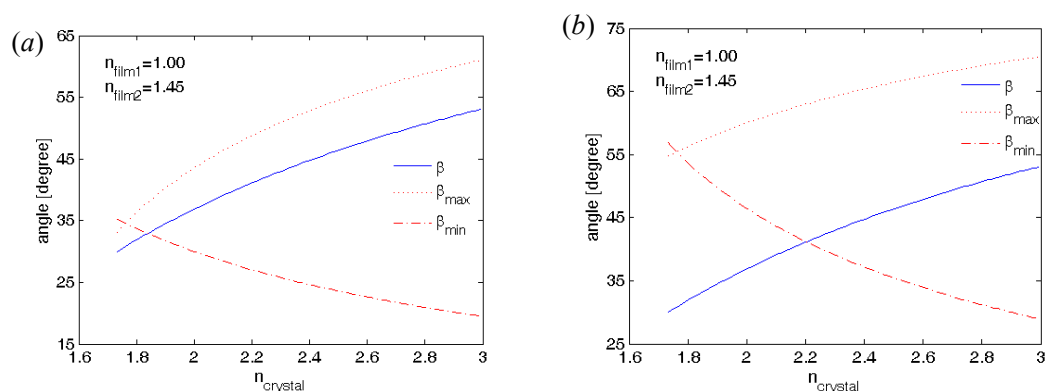 (a)
65
55
45
35
25
15
angle [degree]
n_film1=1.00
n_film2=1.45
β
β_max
β_min
1.6 1.8 2 2.2 2.4 2.6 2.8 3
n_crystal
(b)
75
65
55
45
35
25
angle [degree]
n_film1=1.00
n_film2=1.45
β
β_max
β_min
1.6 1.8 2 2.2 2.4 2.6 2.8 3
n_crystal